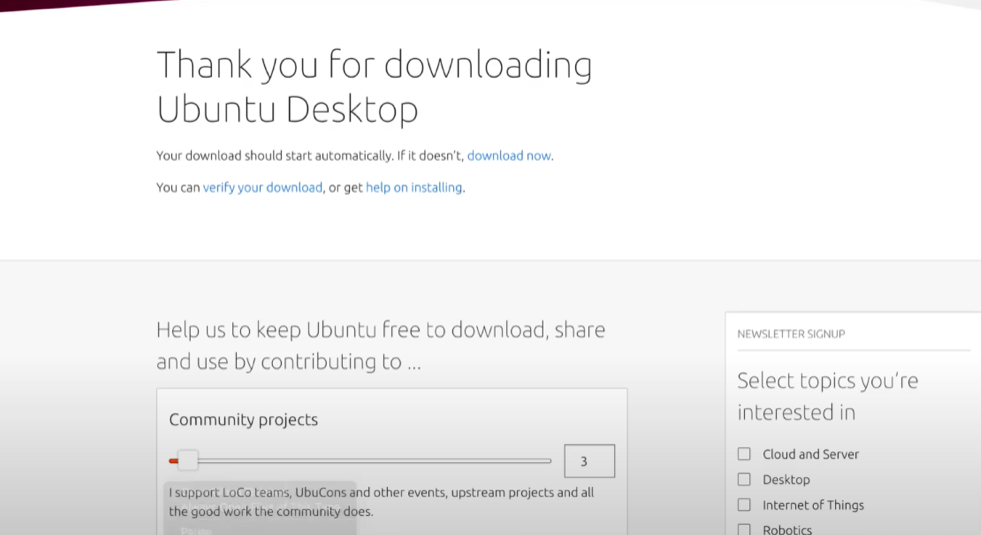 Thank you for downloading
Ubuntu Desktop
Your download should start automatically. If it doesn't, download now.
You can verify your download, or get help on installing.
Help us to keep Ubuntu free to download, share
and use by contributing to ...
Community projects
3
I support LoCo teams, UbuCons and other events, upstream projects and all
the good work the community does.
NEWSLETTER SIGNUP
Select topics you're
interested in
Cloud and Server
Desktop
Internet of Things
Robotics